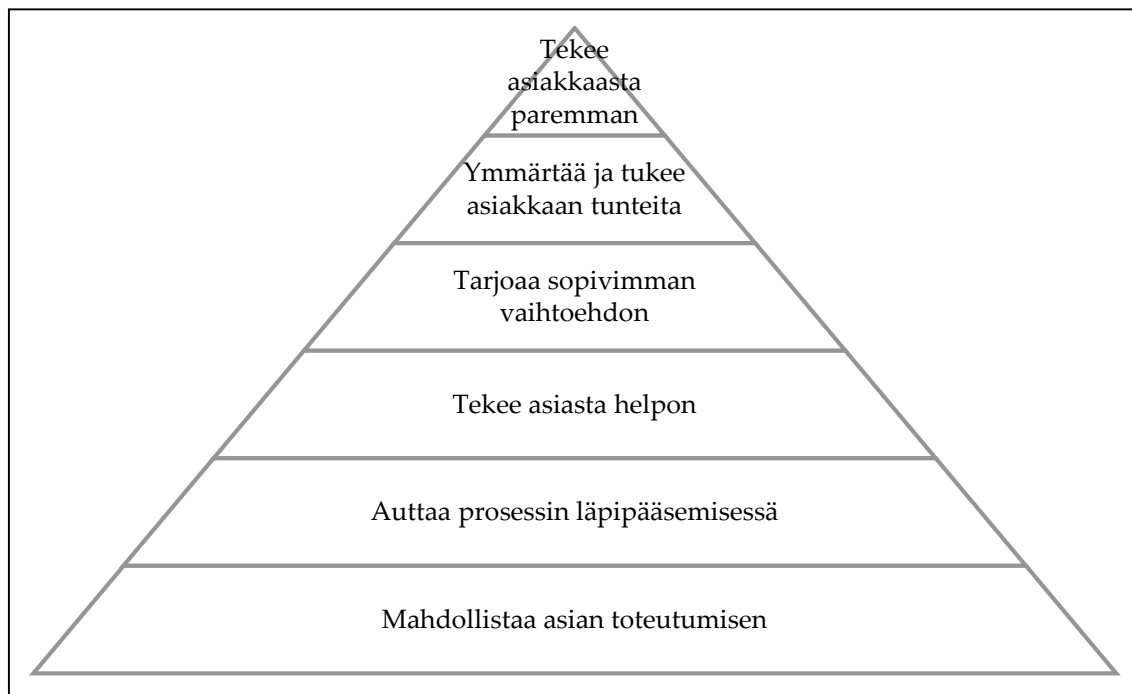 Tekee
asiakkaasta
paremman
Ymmärtää ja tukee
asiakkaan tunteita
Tarjoaa sopivimman
vaihtoehdon
Tekee asiasta helpon
Auttaa prosessin läpipääsemisessä
Mahdollistaa asian toteutumisen